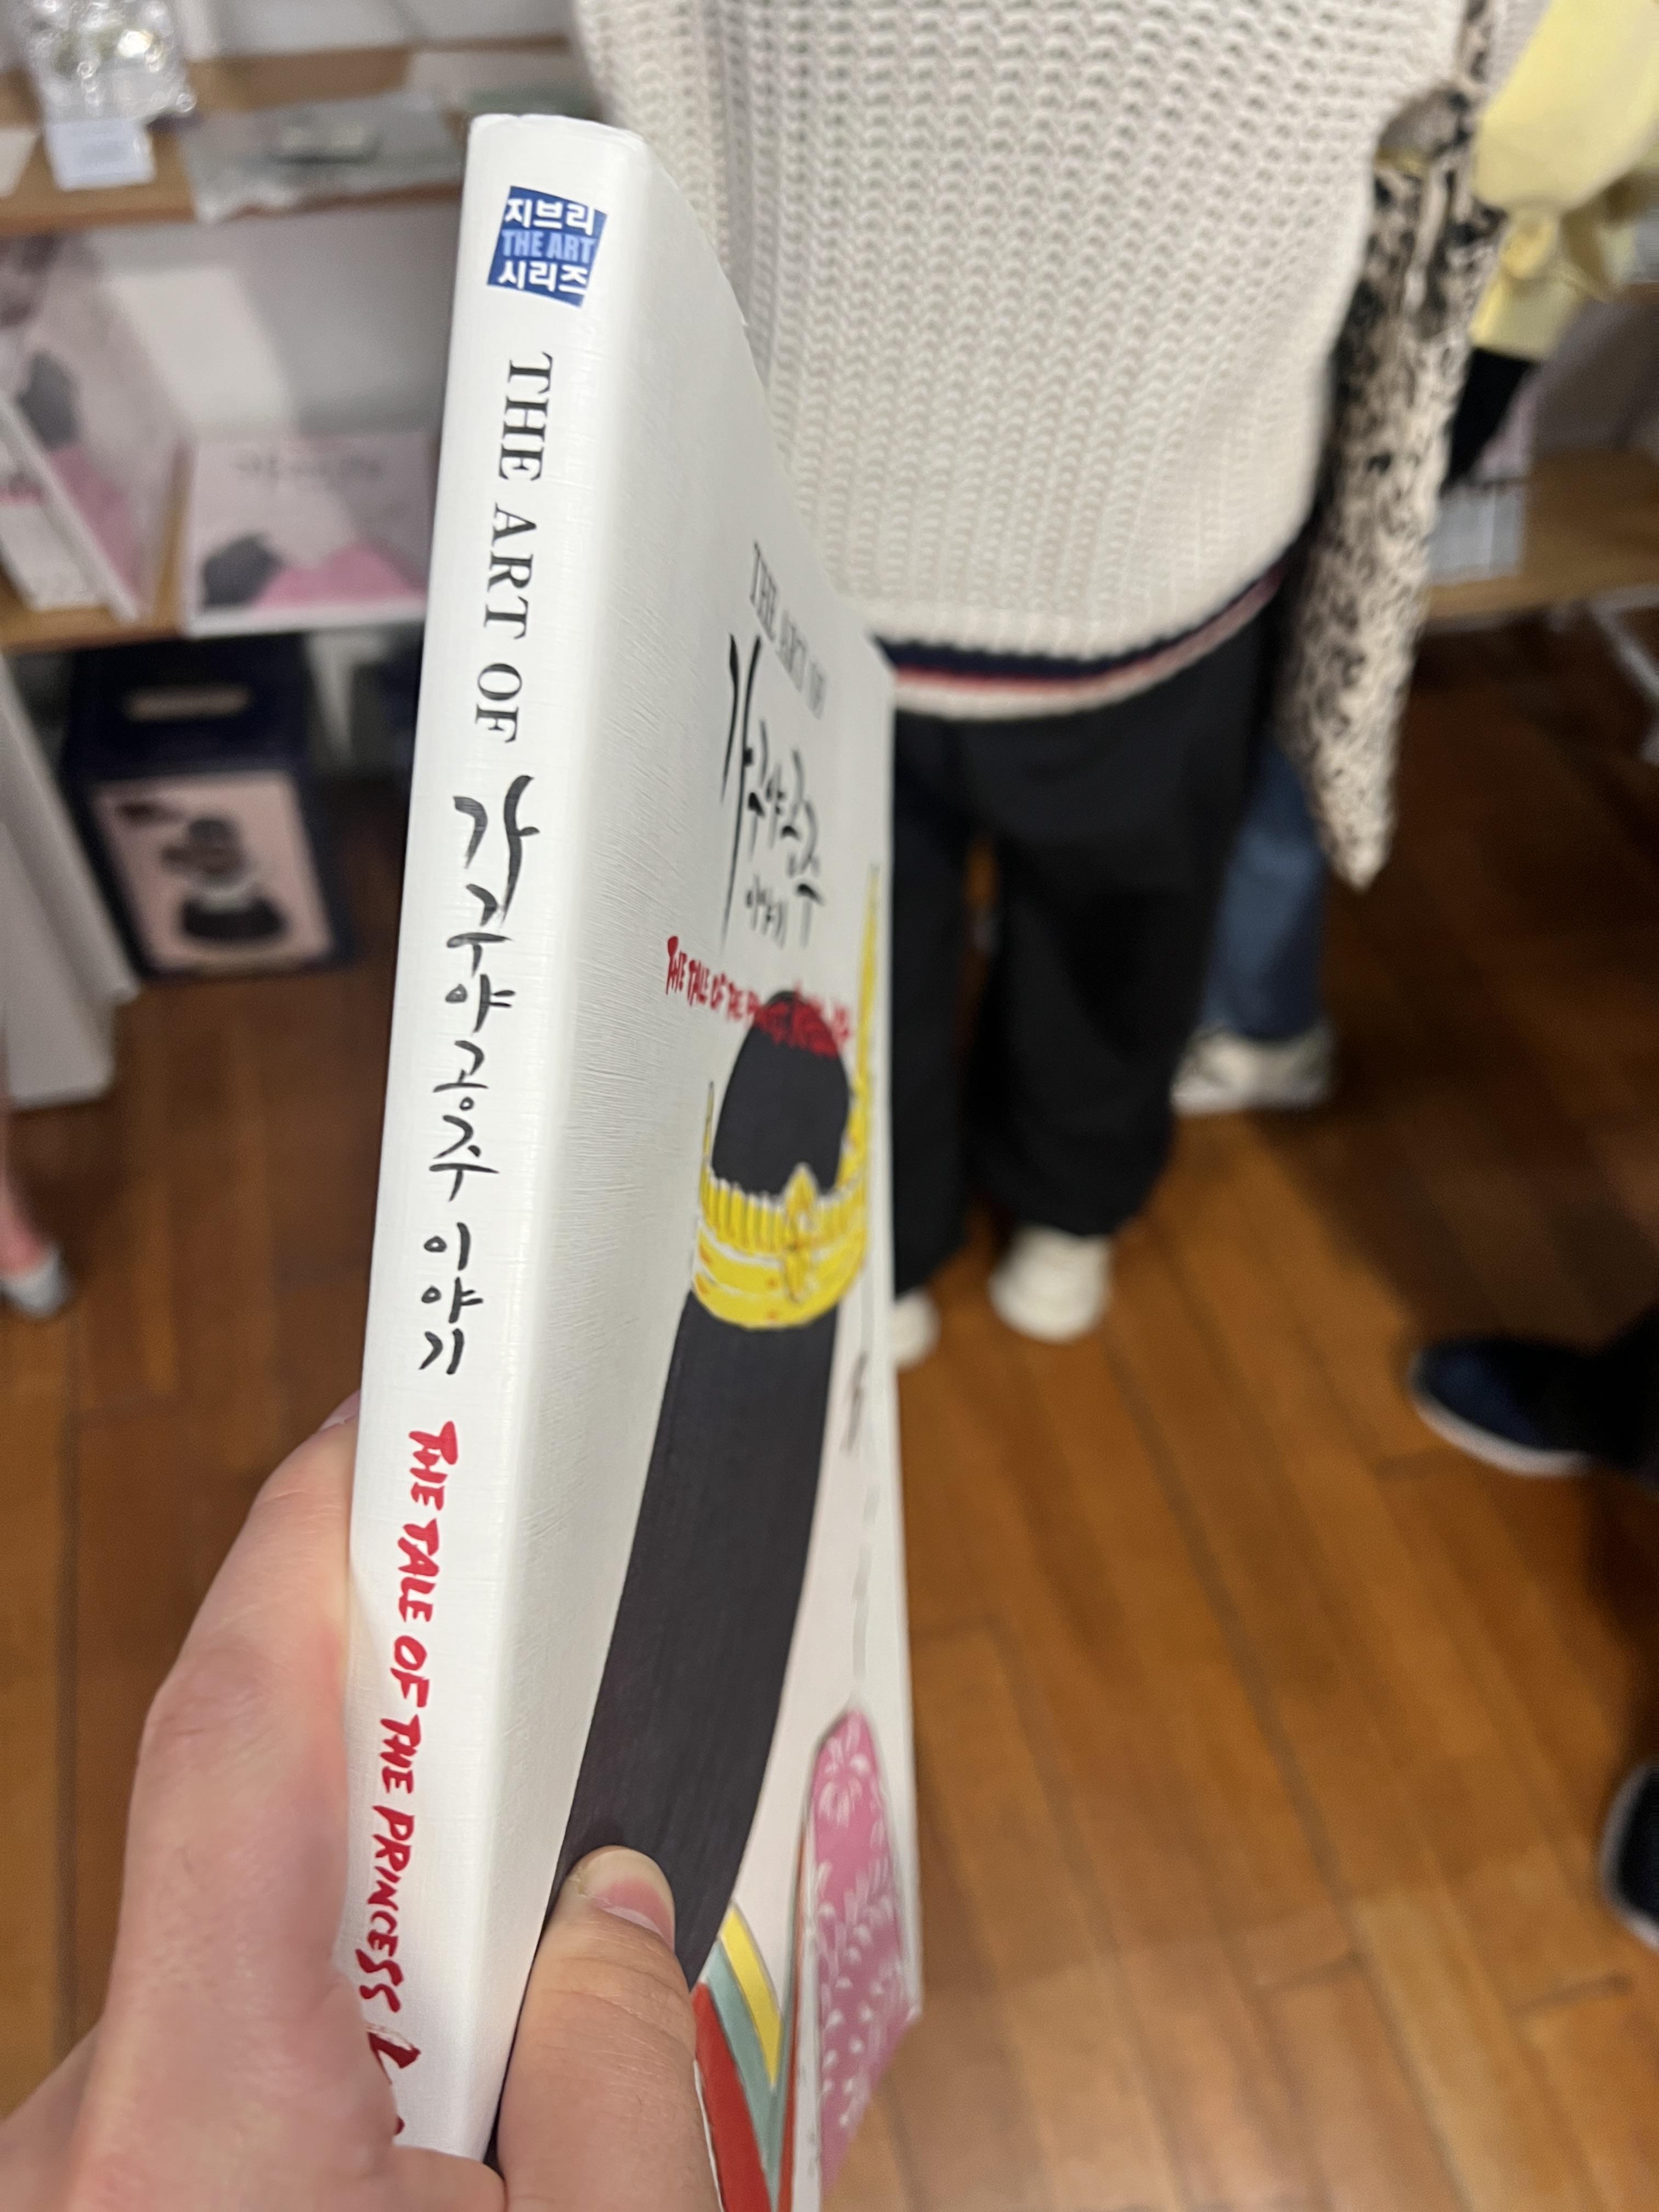 지브리
THE ART
시리즈
THE ART OF 가구야공주 이야기 THE TALE OF THE PRINCESS
THE ART OF
가구야공주
이야기